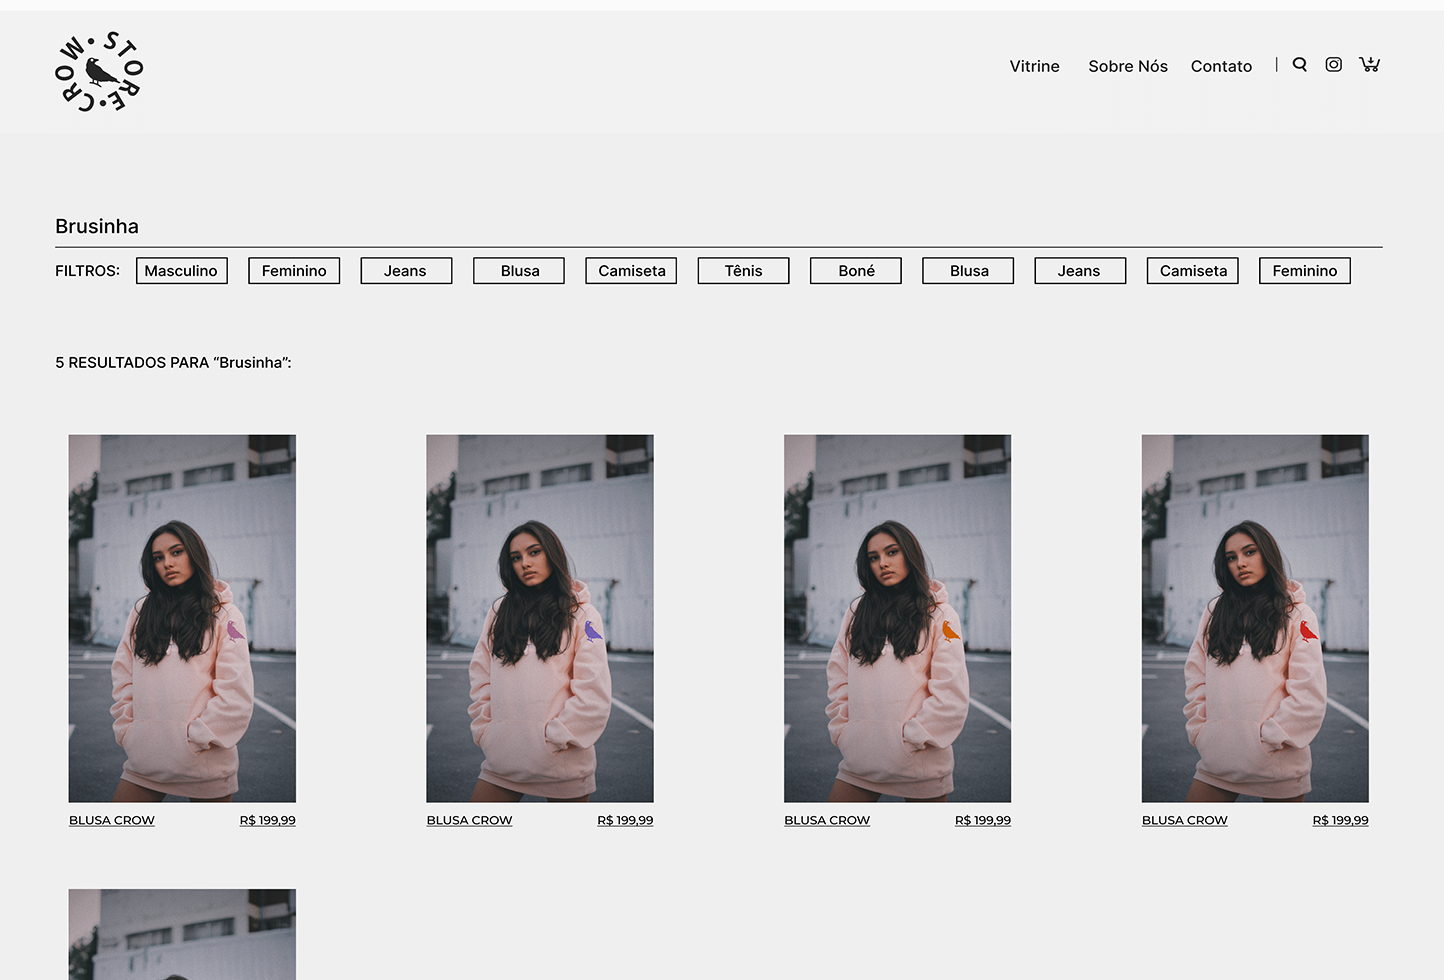 CROW • STORE •
Vitrine Sobre Nós Contato
Brusinha
FILTROS: Masculino Feminino Jeans Blusa Camiseta Tênis Boné Blusa Jeans Camiseta Feminino
5 RESULTADOS PARA “Brusinha”:
BLUSA CROW R$ 199,99 BLUSA CROW R$ 199,99 BLUSA CROW R$ 199,99 BLUSA CROW R$ 199,99